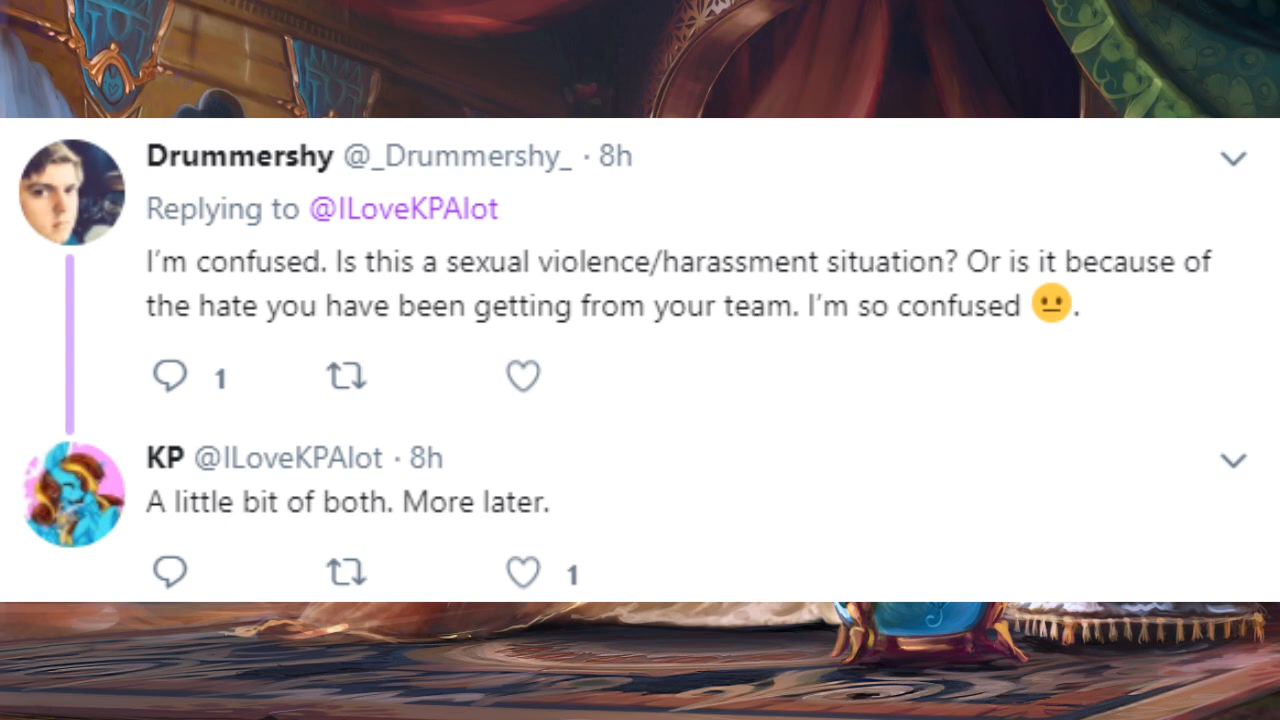 Drummershy @_Drummershy_ · 8h
Replying to @ILoveKPAlot
I'm confused. Is this a sexual violence/harassment situation? Or is it because of
the hate you have been getting from your team. I'm so confused 😐.
1
KP @ILoveKPAlot · 8h
A little bit of both. More later.
1